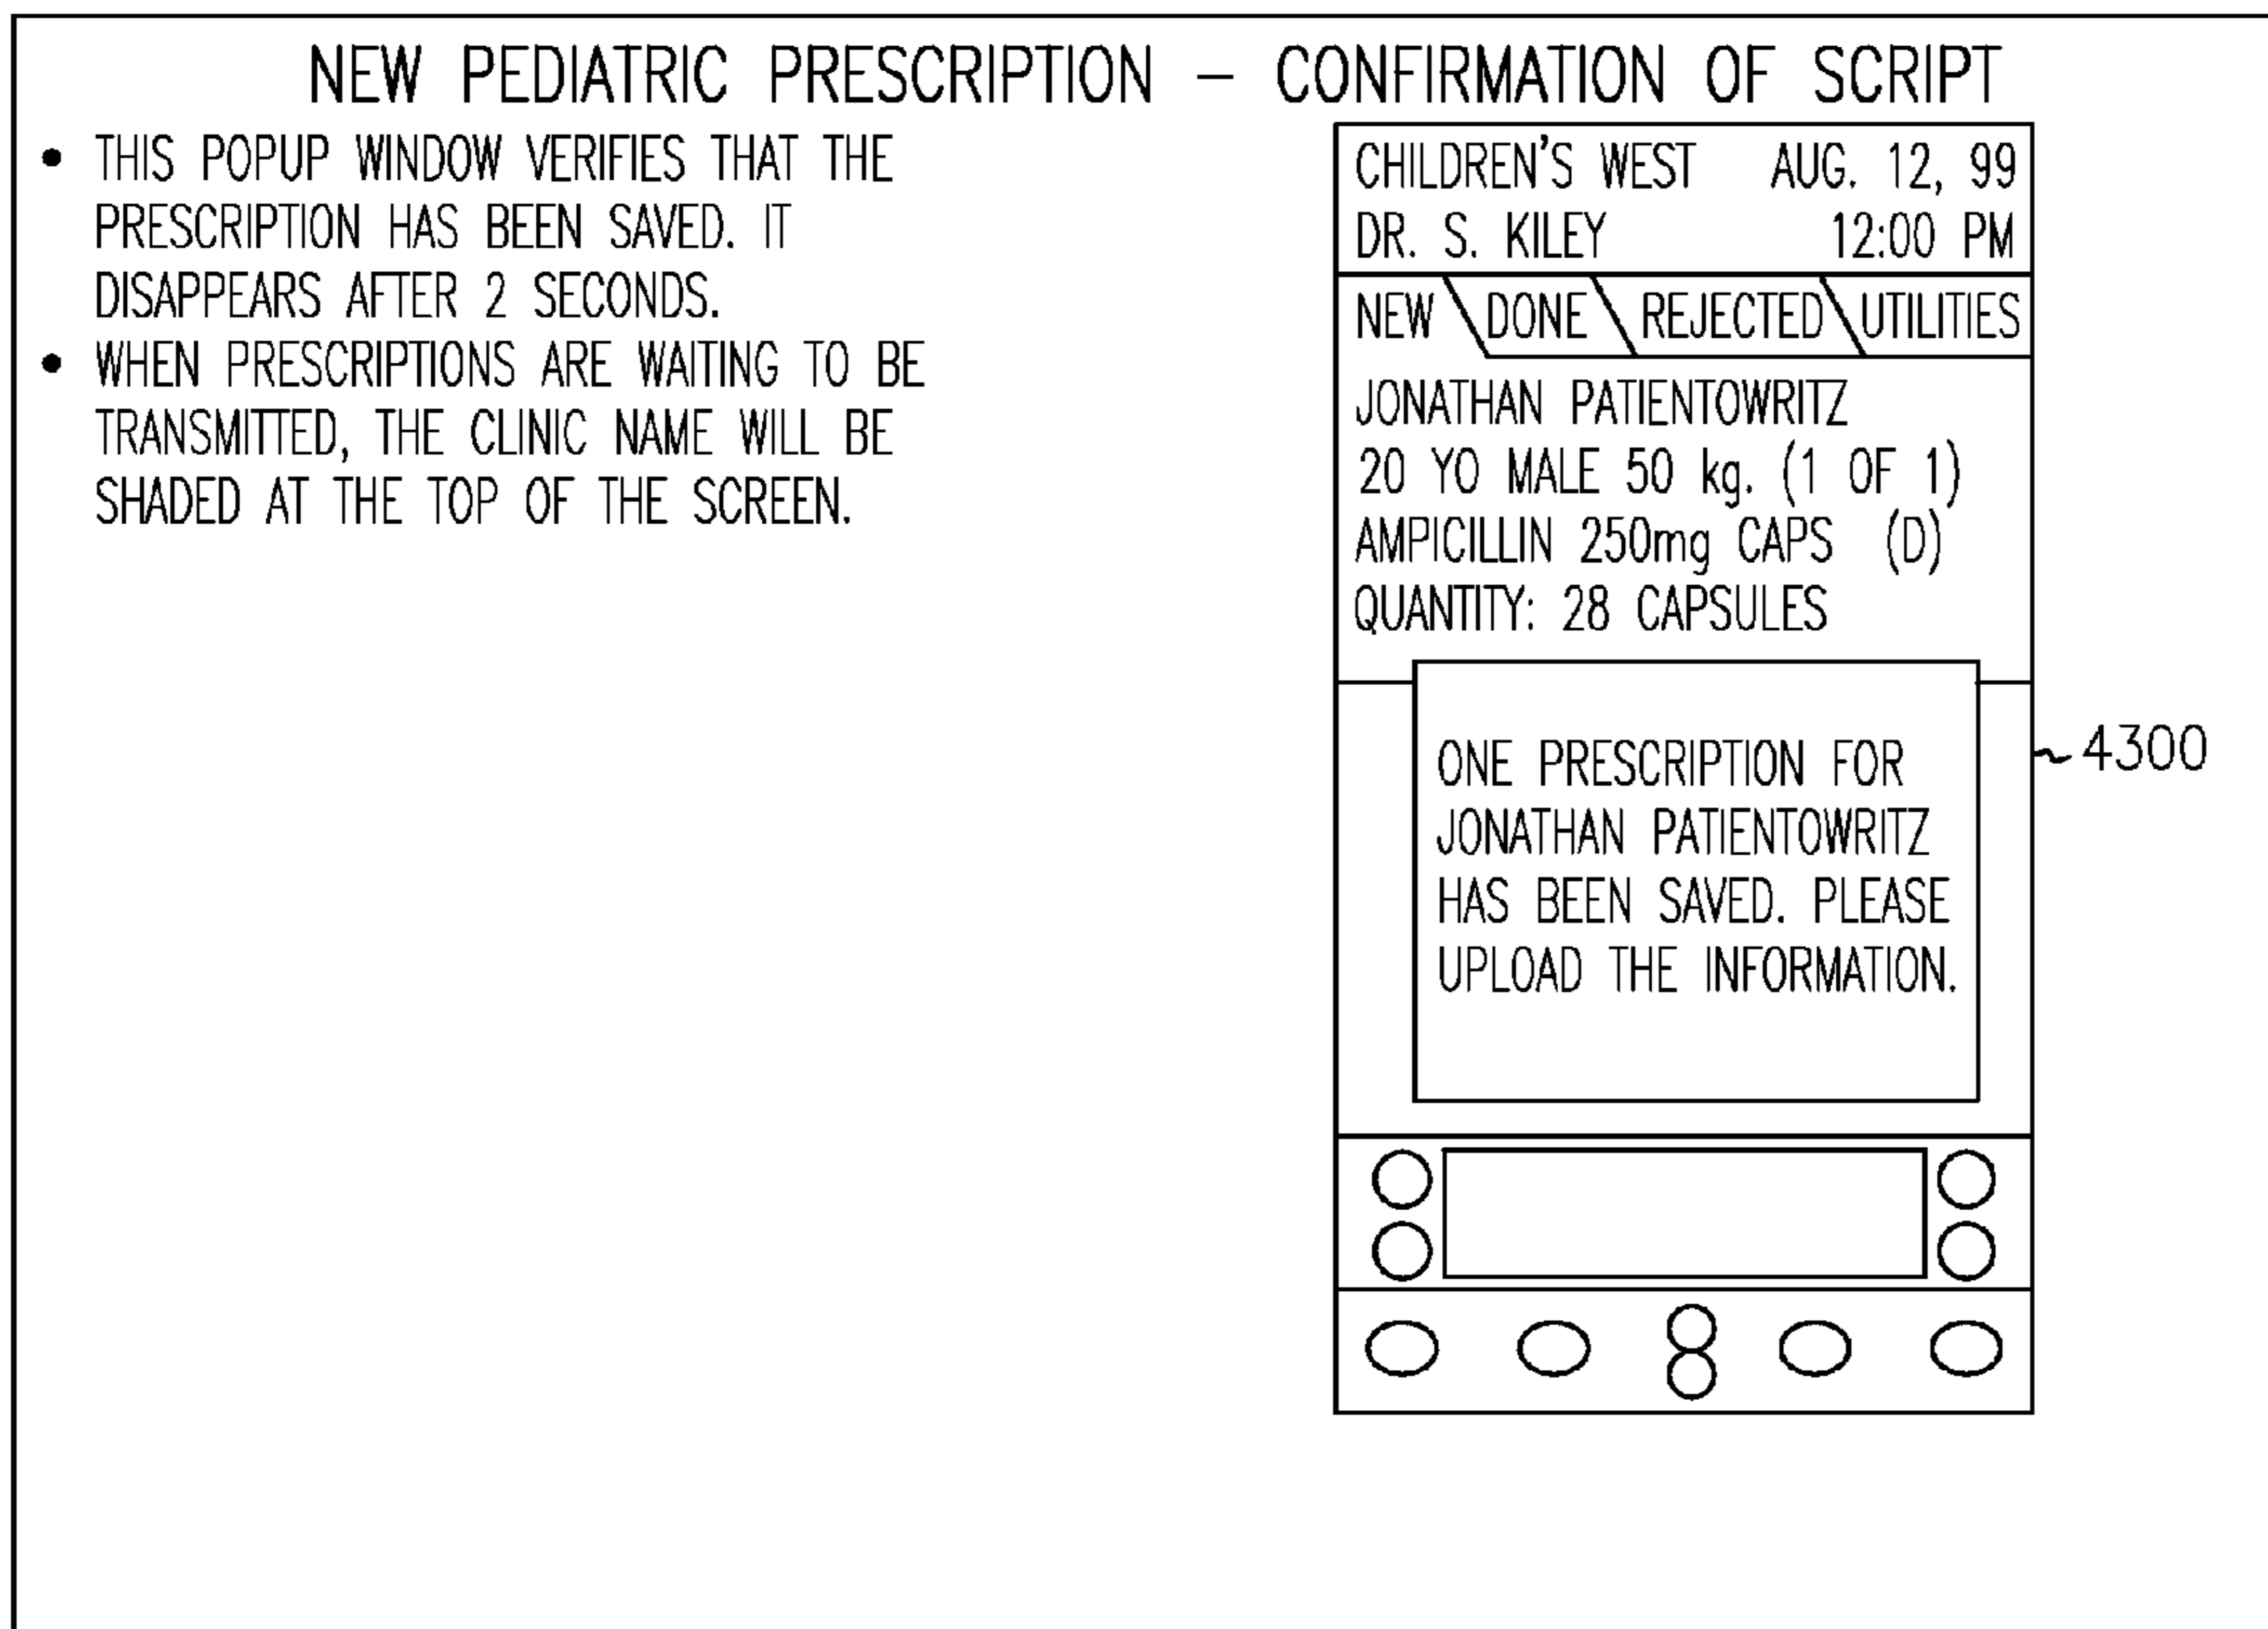 NEW PEDIATRIC PRESCRIPTION – CONFIRMATION OF SCRIPT
• THIS POPUP WINDOW VERIFIES THAT THE
PRESCRIPTION HAS BEEN SAVED. IT
DISAPPEARS AFTER 2 SECONDS.
• WHEN PRESCRIPTIONS ARE WAITING TO BE
TRANSMITTED, THE CLINIC NAME WILL BE
SHADED AT THE TOP OF THE SCREEN.
CHILDREN'S WEST AUG. 12, 99
DR. S. KILEY 12:00 PM
NEW DONE REJECTED UTILITIES
JONATHAN PATIENTOWRITZ
20 YO MALE 50 kg. (1 OF 1)
AMPICILLIN 250mg CAPS (D)
QUANTITY: 28 CAPSULES
ONE PRESCRIPTION FOR
JONATHAN PATIENTOWRITZ
HAS BEEN SAVED. PLEASE
UPLOAD THE INFORMATION.
4300